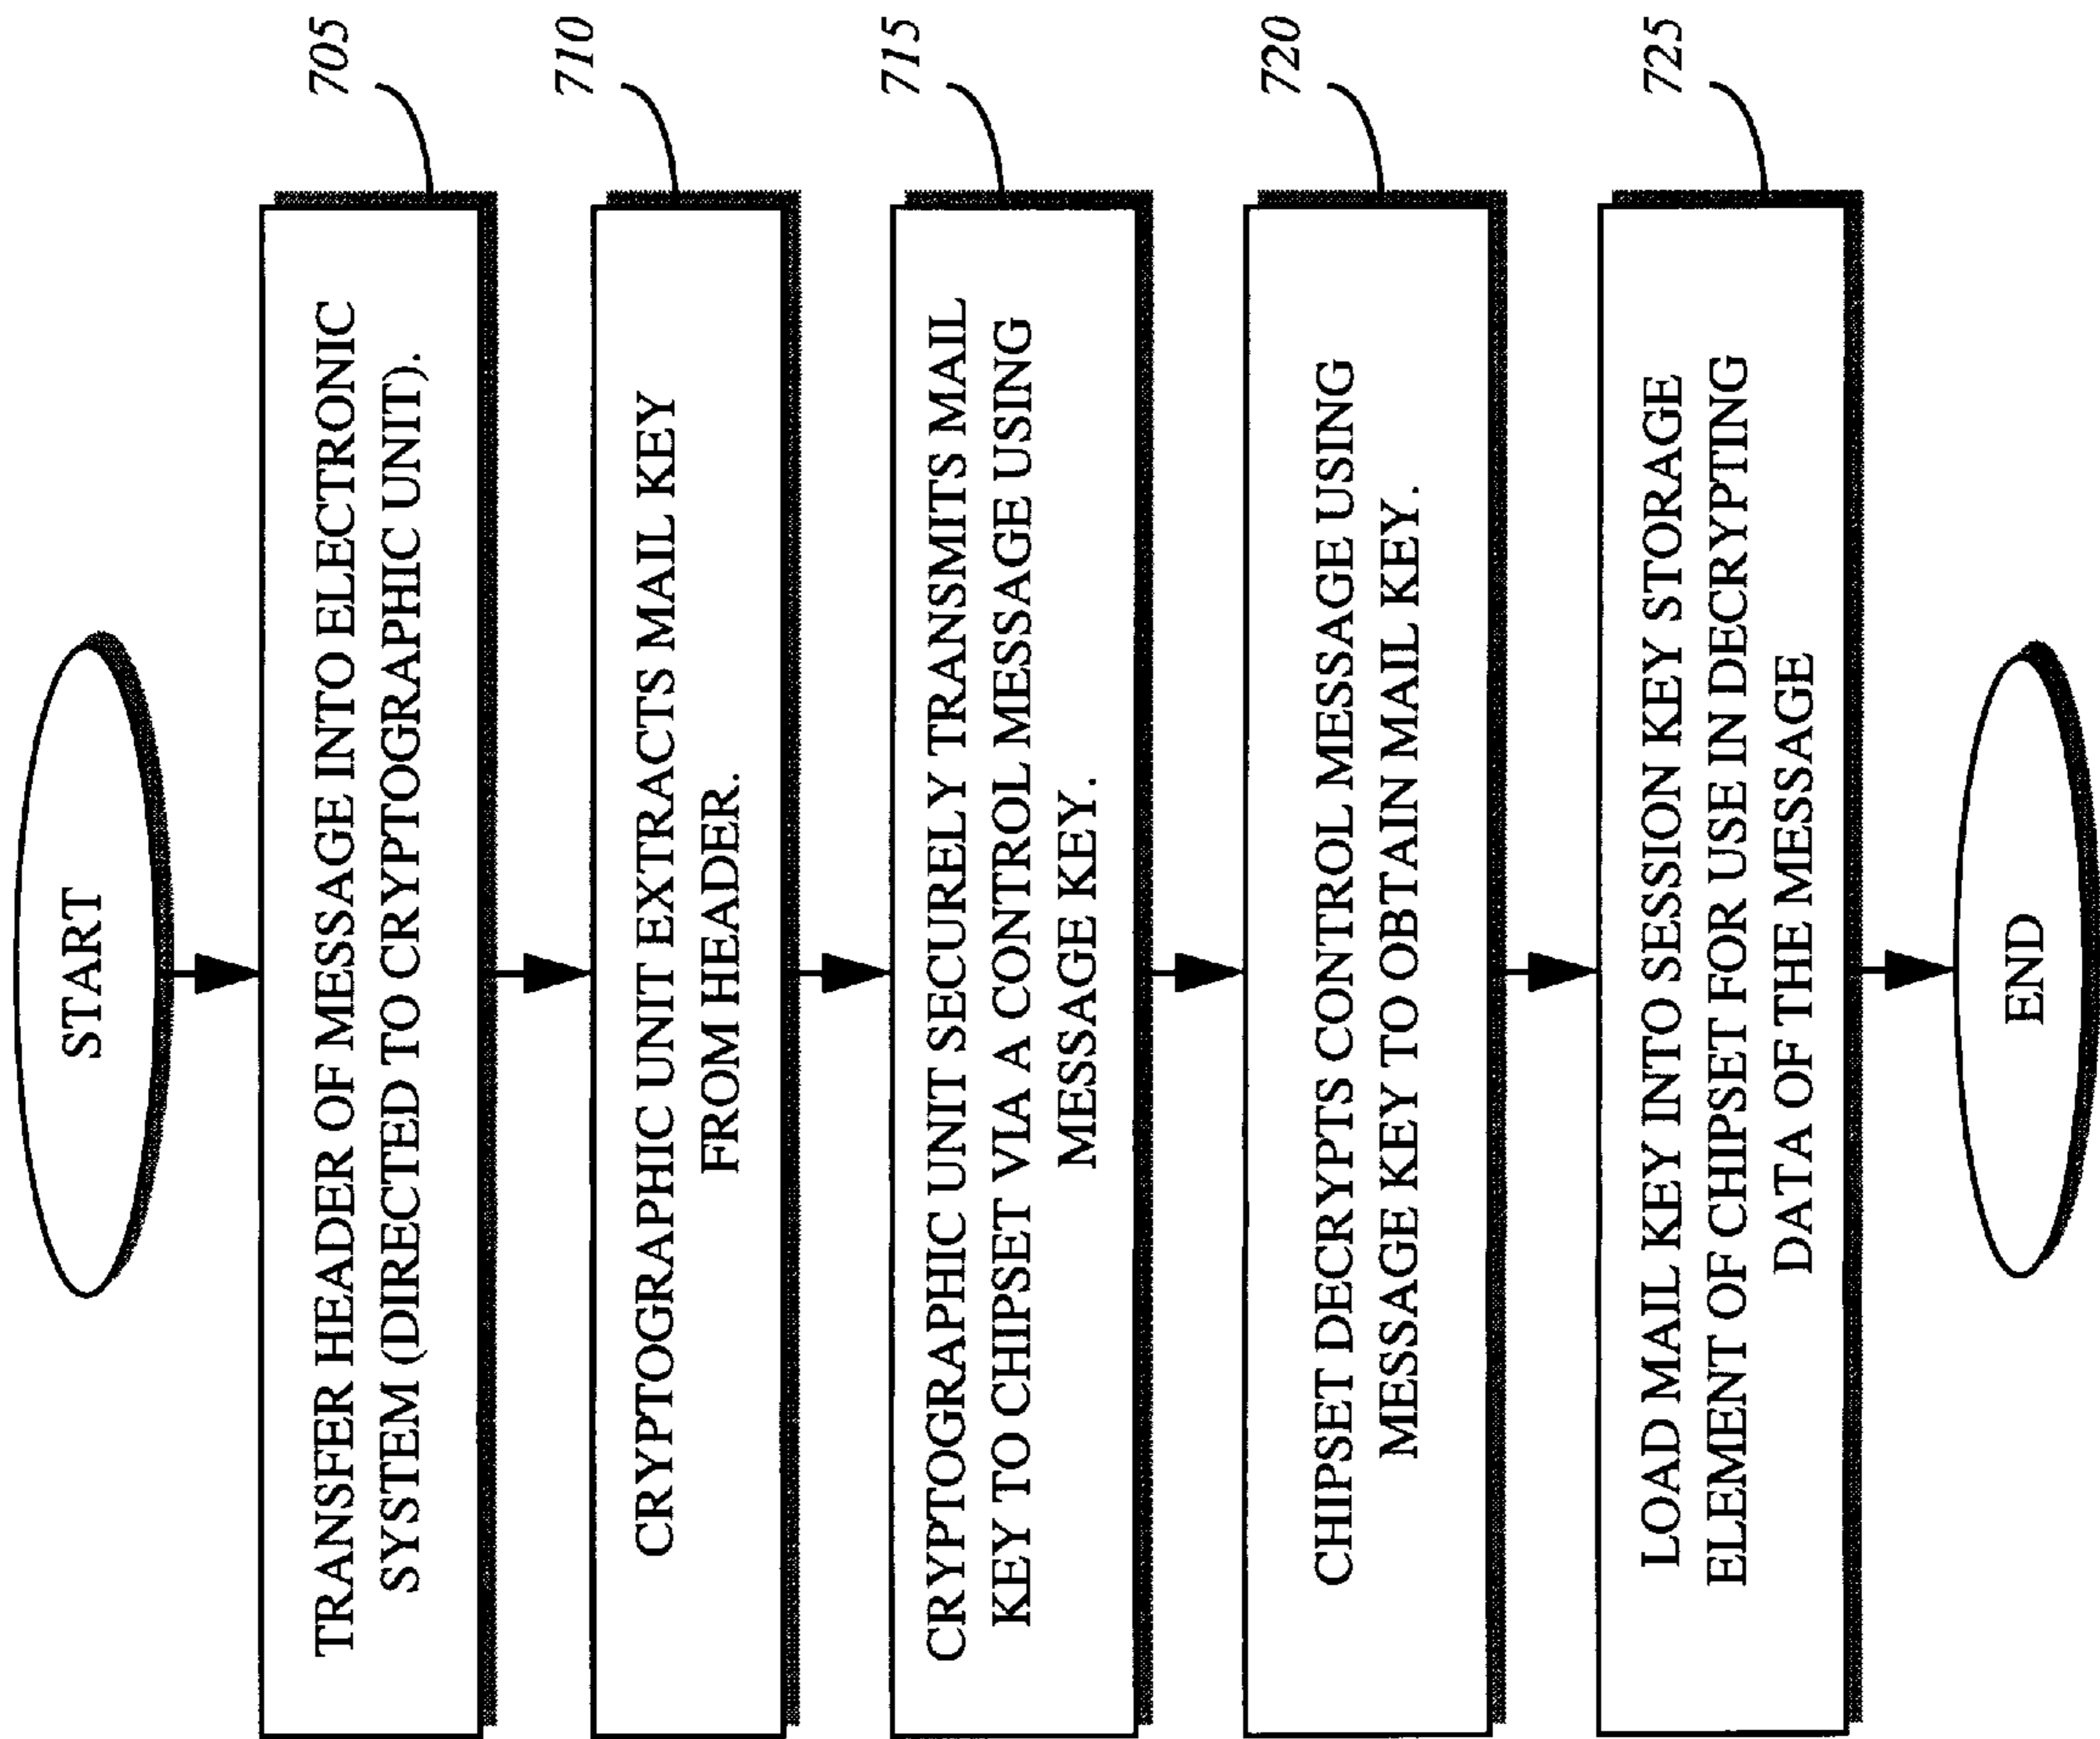 START
705
TRANSFER HEADER OF MESSAGE INTO ELECTRONIC
SYSTEM (DIRECTED TO CRYPTOGRAPHIC UNIT).
710
CRYPTOGRAPHIC UNIT EXTRACTS MAIL KEY
FROM HEADER.
715
CRYPTOGRAPHIC UNIT SECURELY TRANSMITS MAIL
KEY TO CHIPSET VIA A CONTROL MESSAGE USING
MESSAGE KEY.
720
CHIPSET DECRYPTS CONTROL MESSAGE USING
MESSAGE KEY TO OBTAIN MAIL KEY.
725
LOAD MAIL KEY INTO SESSION KEY STORAGE
ELEMENT OF CHIPSET FOR USE IN DECRYPTING
DATA OF THE MESSAGE
END